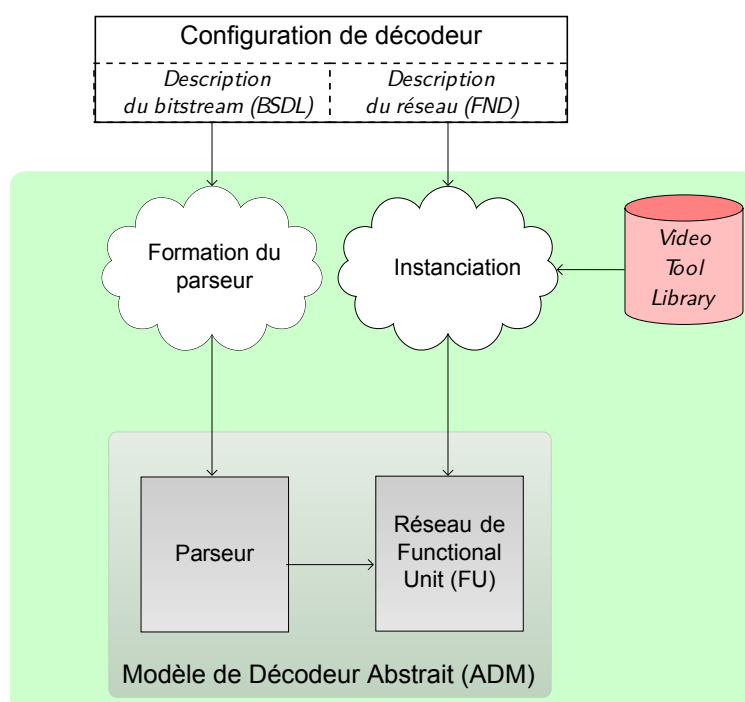 Configuration de décodeur
Description
du bitstream (BSDL)
Description
du réseau (FND)
Formation du
parseur
Instanciation
Video
Tool
Library
Parseur
Réseau de
Functional
Unit (FU)
Modèle de Décodeur Abstrait (ADM)